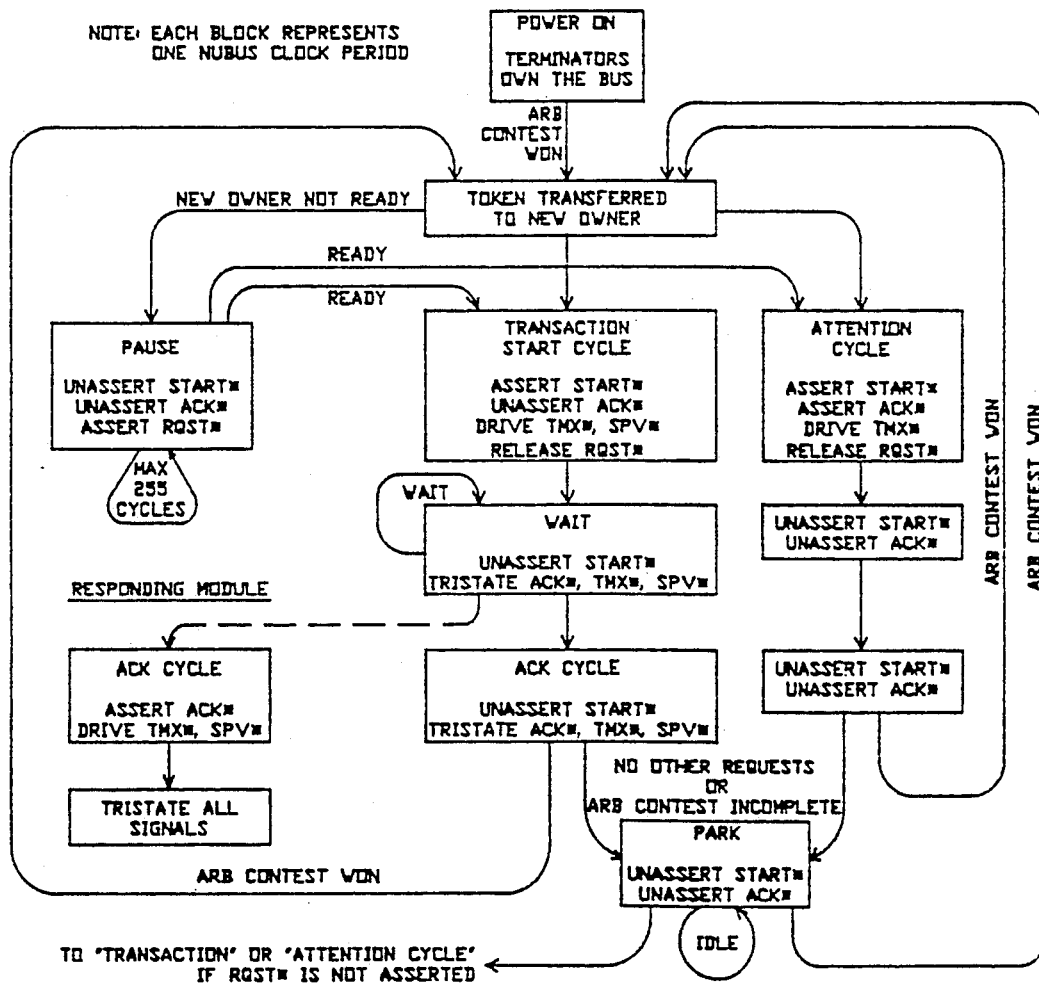 NOTE: EACH BLOCK REPRESENTS
ONE NUBUS CLOCK PERIOD
POWER ON
TERMINATORS
OWN THE BUS
ARB
CONTEST
WON
TOKEN TRANSFERRED
TO NEW OWNER
NEW OWNER NOT READY
READY
READY
PAUSE
UNASSERT START*
UNASSERT ACK*
ASSERT RQST*
MAX
255
CYCLES
TRANSACTION
START CYCLE
ASSERT START*
UNASSERT ACK*
DRIVE TMX*, SPV*
RELEASE RQST*
ATTENTION
CYCLE
ASSERT START*
ASSERT ACK*
DRIVE TMX*
RELEASE RQST*
WAIT
WAIT
UNASSERT START*
TRISTATE ACK*, TMX*, SPV*
UNASSERT START*
UNASSERT ACK*
RESPONDING MODULE
ACK CYCLE
ASSERT ACK*
DRIVE TMX*, SPV*
TRISTATE ALL
SIGNALS
ACK CYCLE
UNASSERT START*
TRISTATE ACK*, TMX*, SPV*
UNASSERT START*
UNASSERT ACK*
NO OTHER REQUESTS
OR
ARB CONTEST INCOMPLETE
PARK
UNASSERT START*
UNASSERT ACK*
IDLE
ARB CONTEST WON
ARB CONTEST WON
ARB CONTEST WON
TO "TRANSACTION" OR "ATTENTION CYCLE"
IF RQST* IS NOT ASSERTED